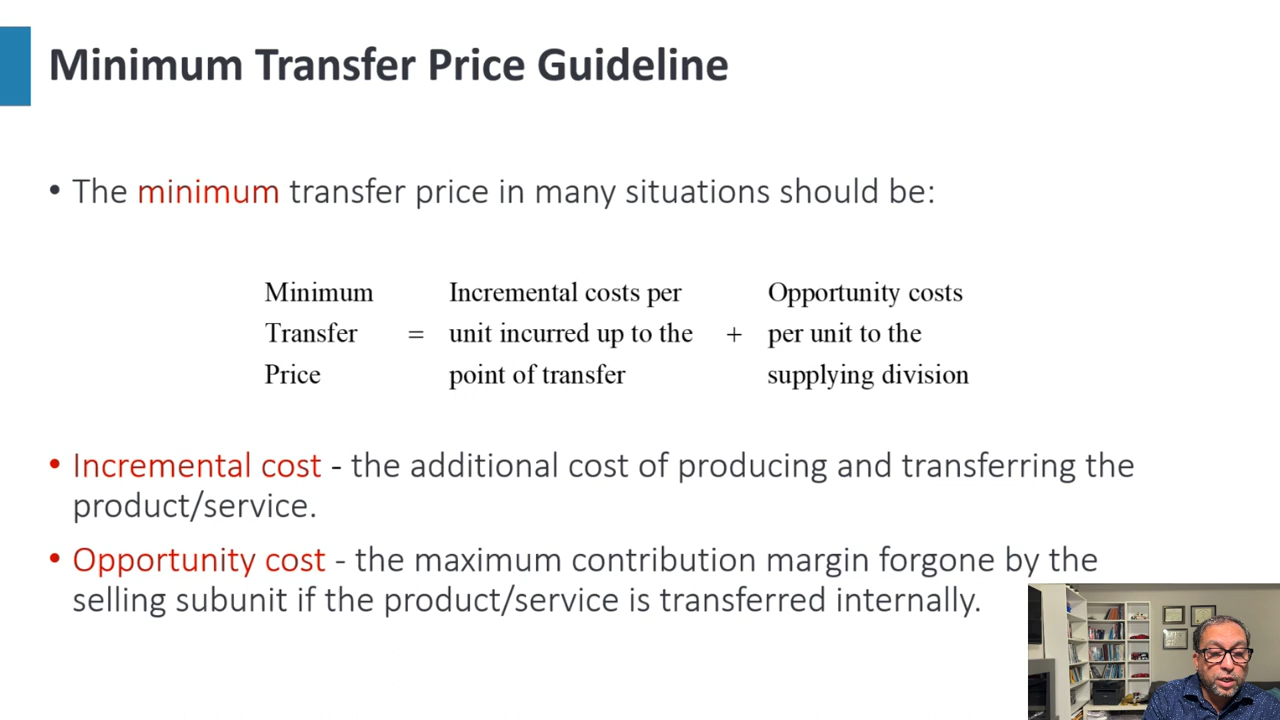 Minimum Transfer Price Guideline
• The minimum transfer price in many situations should be:
Minimum Incremental costs per Opportunity costs
Transfer = unit incurred up to the + per unit to the
Price point of transfer supplying division
• Incremental cost - the additional cost of producing and transferring the
product/service.
• Opportunity cost - the maximum contribution margin forgone by the
selling subunit if the product/service is transferred internally.